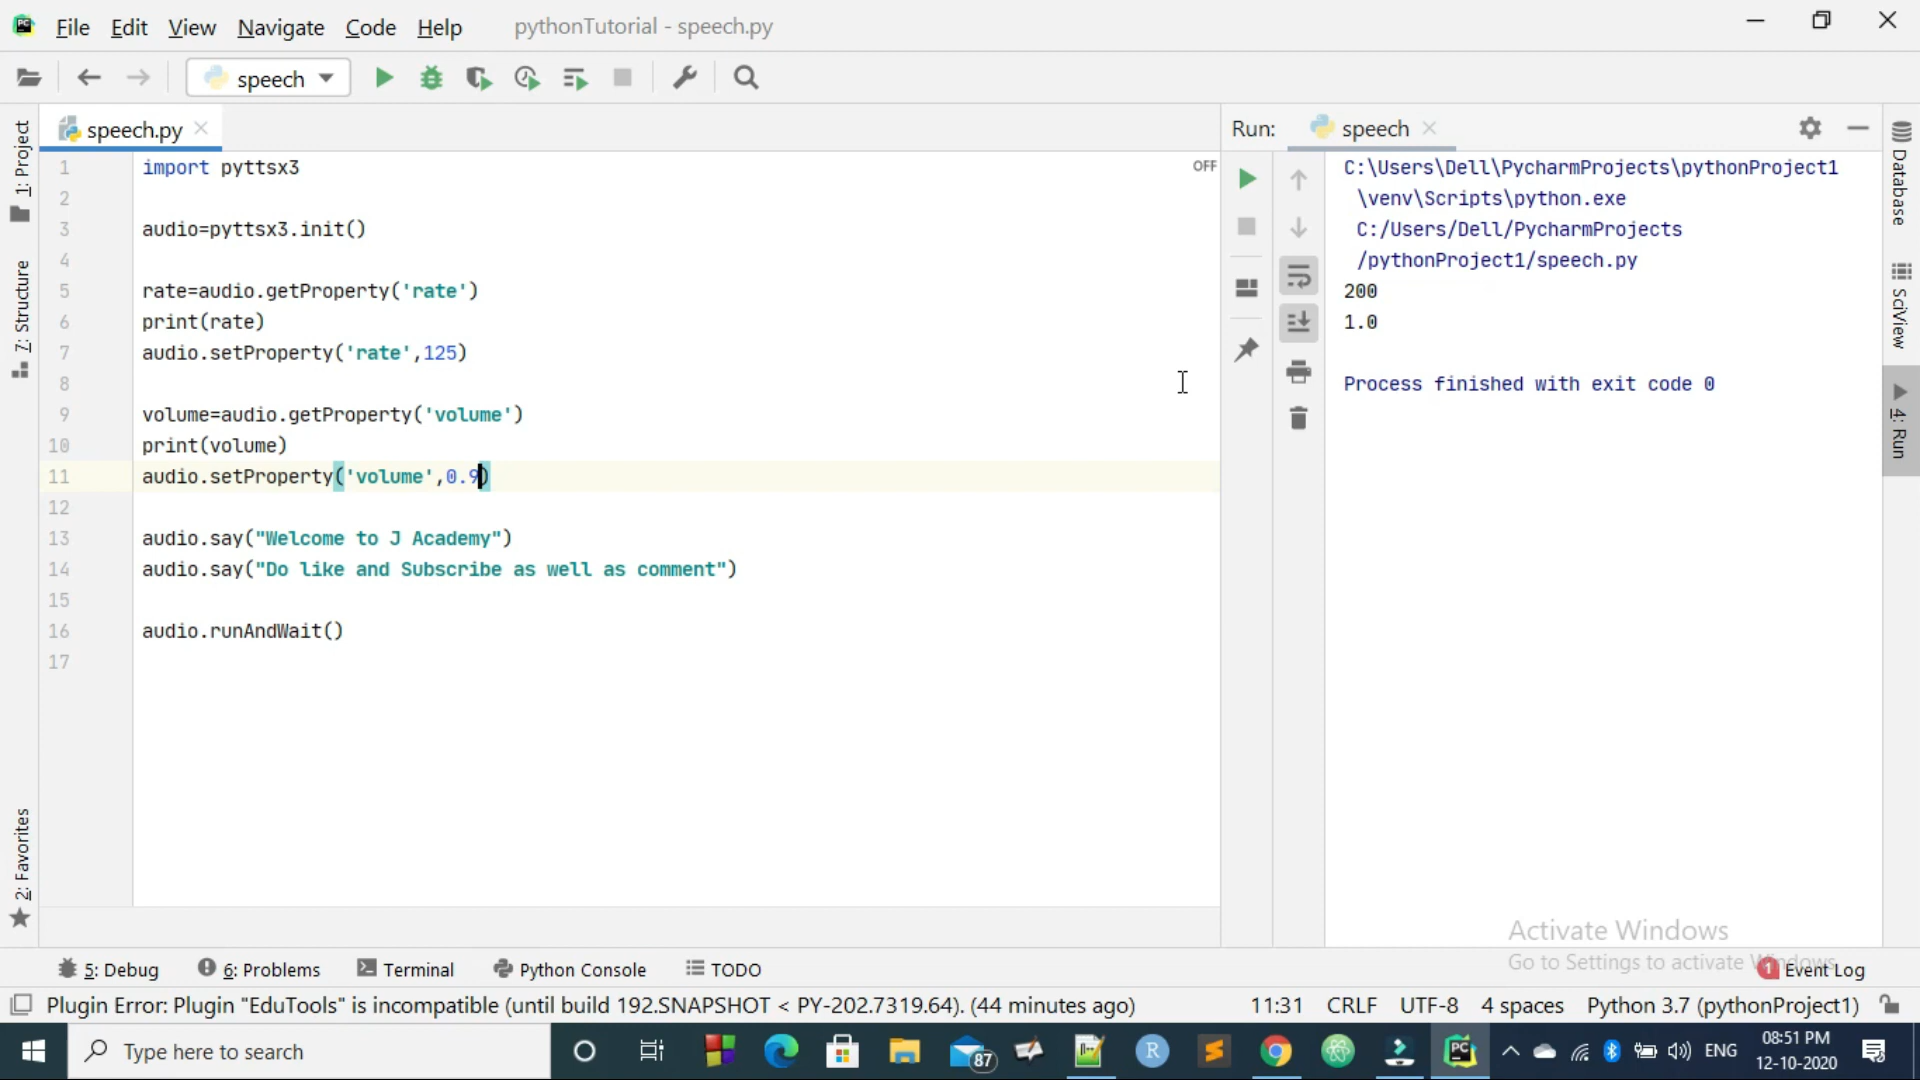 File Edit View Navigate Code Help pythonTutorial - speech.py
speech
speech.py
Run: speech
1 import pyttsx3
OFF
2
3 audio=pyttsx3.init()
4
5 rate=audio.getProperty('rate')
6 print(rate)
7 audio.setProperty('rate',125)
8
9 volume=audio.getProperty('volume')
10 print(volume)
11 audio.setProperty('volume',0.9)
12
13 audio.say("Welcome to J Academy")
14 audio.say("Do like and Subscribe as well as comment")
15
16 audio.runAndWait()
17
C:\Users\Dell\PycharmProjects\pythonProject1
\venv\Scripts\python.exe
C:/Users/Dell/PycharmProjects
/pythonProject1/speech.py
200
1.0
Process finished with exit code 0
1: Project
7: Structure
2: Favorites
Database
SciView
4: Run
Activate Windows
Go to Settings to activate Windows.
5: Debug 6: Problems Terminal Python Console TODO 1 Event Log
Plugin Error: Plugin "EduTools" is incompatible (until build 192.SNAPSHOT < PY-202.7319.64). (44 minutes ago) 11:31 CRLF UTF-8 4 spaces Python 3.7 (pythonProject1)
Type here to search
87
R
PC
ENG
08:51 PM
12-10-2020